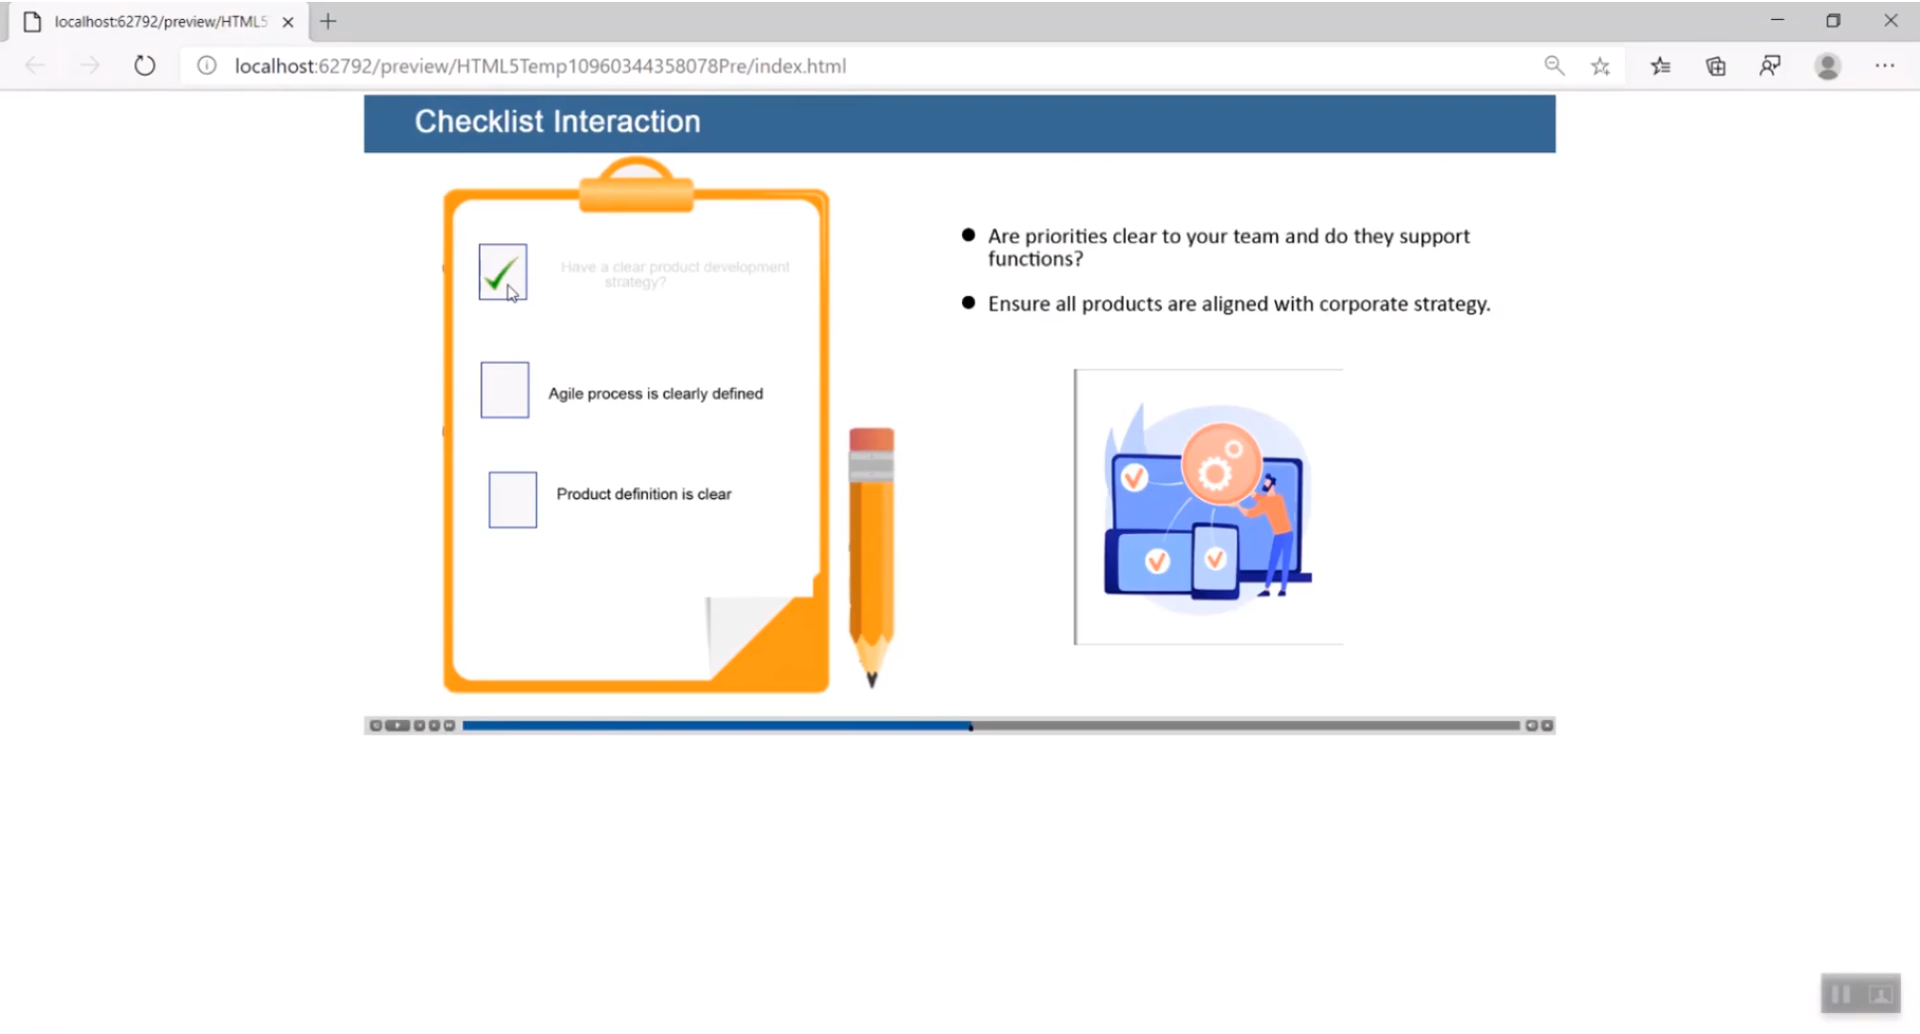 localhost:62792/preview/HTML5
localhost:62792/preview/HTML5Temp10960344358078Pre/index.html
Checklist Interaction
Have a clear product development
strategy?
Agile process is clearly defined
Product definition is clear
Are priorities clear to your team and do they support
functions?
Ensure all products are aligned with corporate strategy.